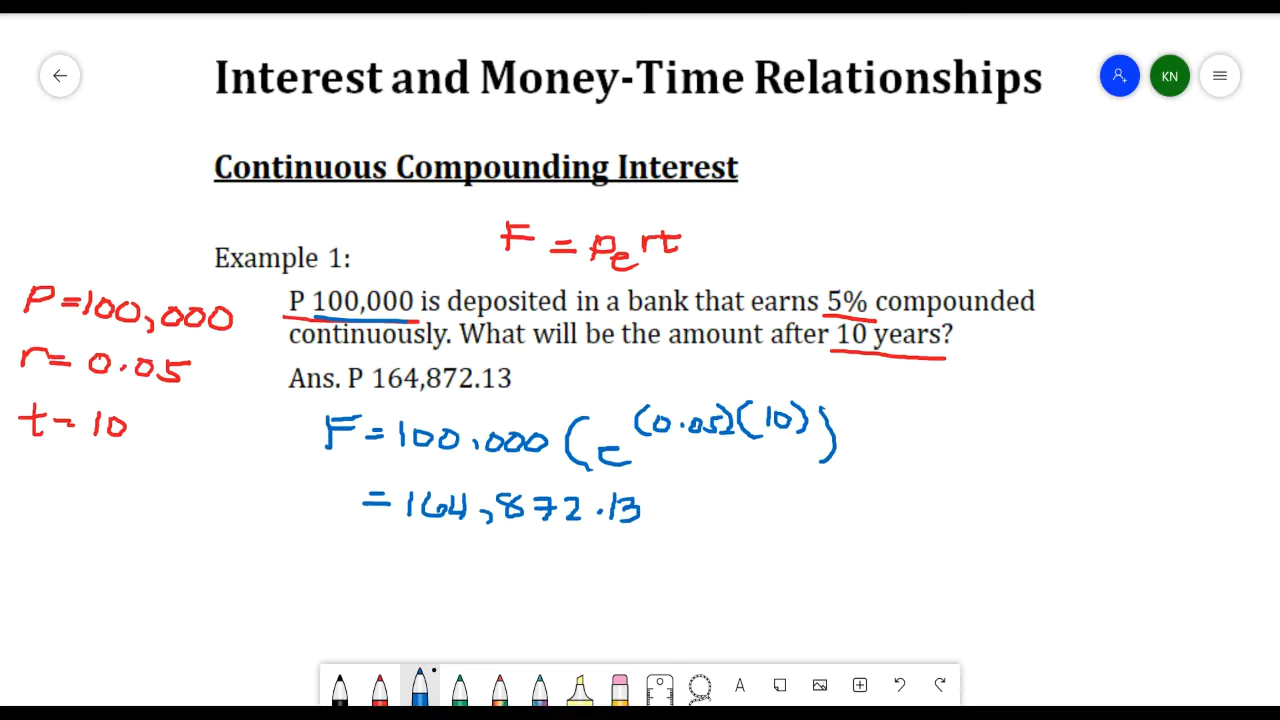 Interest and Money-Time Relationships
KN
Continuous Compounding Interest
F = Pe rt
Example 1:
P 100,000 is deposited in a bank that earns 5% compounded
continuously. What will be the amount after 10 years?
Ans. P 164,872.13
P=100,000
r= 0.05
t= 10
F = 100,000 (e (0.05)(10))
= 164,872.13
A